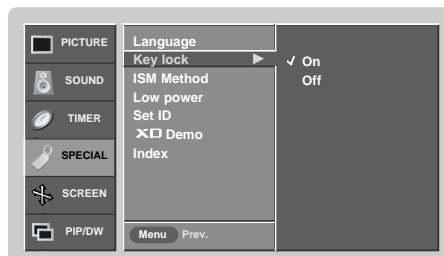 PICTURE
SOUND
TIMER
SPECIAL
SCREEN
PIP/DW
Language
Key lock
ISM Method
Low power
Set ID
XD Demo
Index
Menu Prev.
On
Off